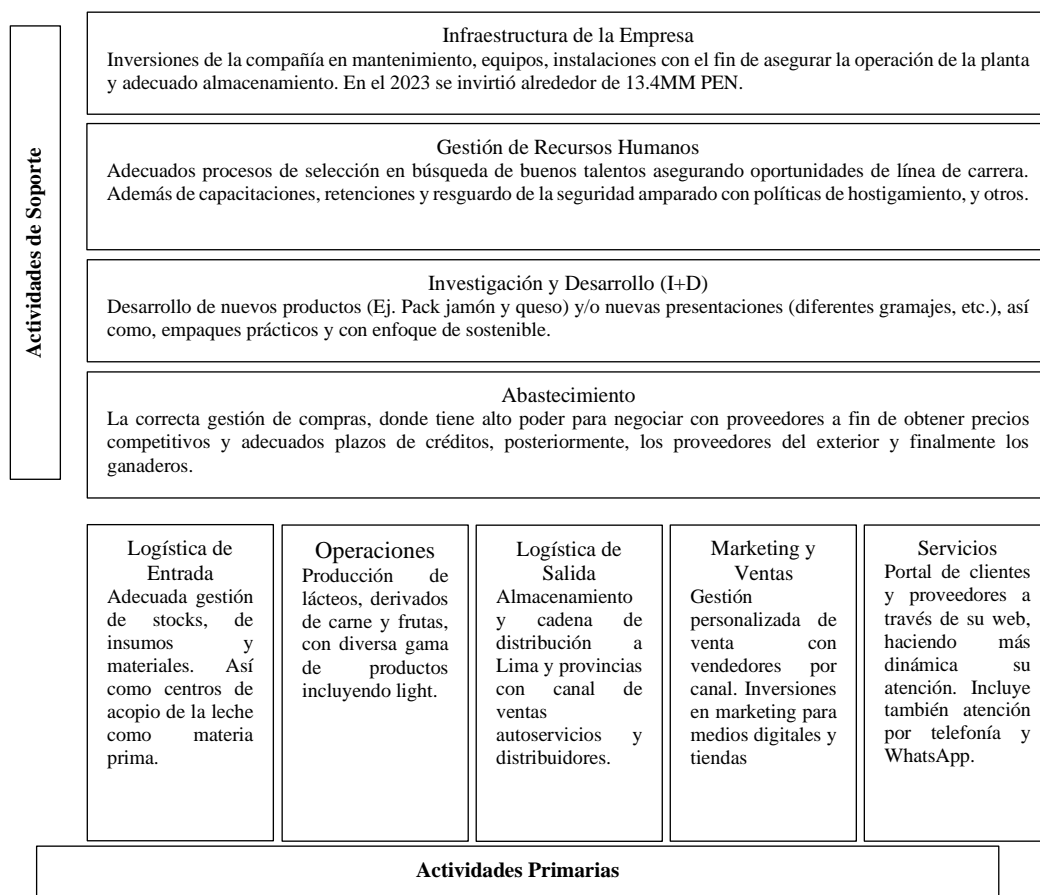 Actividades de Soporte
Infraestructura de la Empresa
Inversiones de la compañía en mantenimiento, equipos, instalaciones con el fin de asegurar la operación de la planta
y adecuado almacenamiento. En el 2023 se invirtió alrededor de 13.4MM PEN.
Gestión de Recursos Humanos
Adecuados procesos de selección en búsqueda de buenos talentos asegurando oportunidades de línea de carrera.
Además de capacitaciones, retenciones y resguardo de la seguridad amparado con políticas de hostigamiento, y otros.
Investigación y Desarrollo (I+D)
Desarrollo de nuevos productos (Ej. Pack jamón y queso) y/o nuevas presentaciones (diferentes gramajes, etc.), así
como, empaques prácticos y con enfoque de sostenible.
Abastecimiento
La correcta gestión de compras, donde tiene alto poder para negociar con proveedores a fin de obtener precios
competitivos y adecuados plazos de créditos, posteriormente, los proveedores del exterior y finalmente los
ganaderos.
Logística de
Entrada
Adecuada gestión
de stocks, de
insumos y
materiales. Así
como centros de
acopio de la leche
como materia
prima.
Operaciones
Producción de
lácteos, derivados
de carne y frutas,
con diversa gama
de productos
incluyendo light.
Logística de
Salida
Almacenamiento
y cadena de
distribución a
Lima y provincias
con canal de
ventas
autoservicios y
distribuidores.
Marketing y
Ventas
Gestión
personalizada de
venta con
vendedores por
canal. Inversiones
en marketing para
medios digitales y
tiendas
Servicios
Portal de clientes
y proveedores a
través de su web,
haciendo más
dinámica su
atención. Incluye
también atención
por telefonía y
WhatsApp.
Actividades Primarias